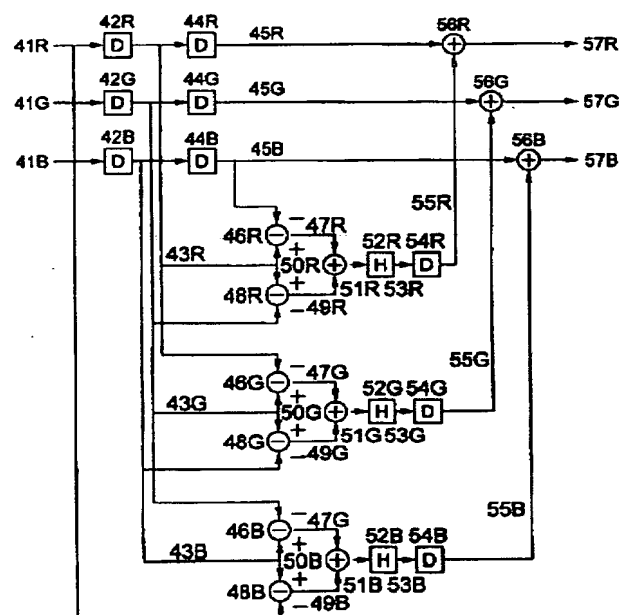 42R 44R 45R 56R
41R D D + 57R
42G 44G 45G 56G
41G D D + 57G
42B 44B 45B 56B
41B D D + 57B
55R
− 47R
46R − + 52R 54R
43R 50R + H D
+ 51R 53R
48R − − 49R
55G
− 47G
46G − + 52G 54G
43G 50G + H D
+ 51G 53G
48G − − 49G
55B
− 47G
46B − + 52B 54B
43B 50B + H D
+ 51B 53B
48B − − 49B